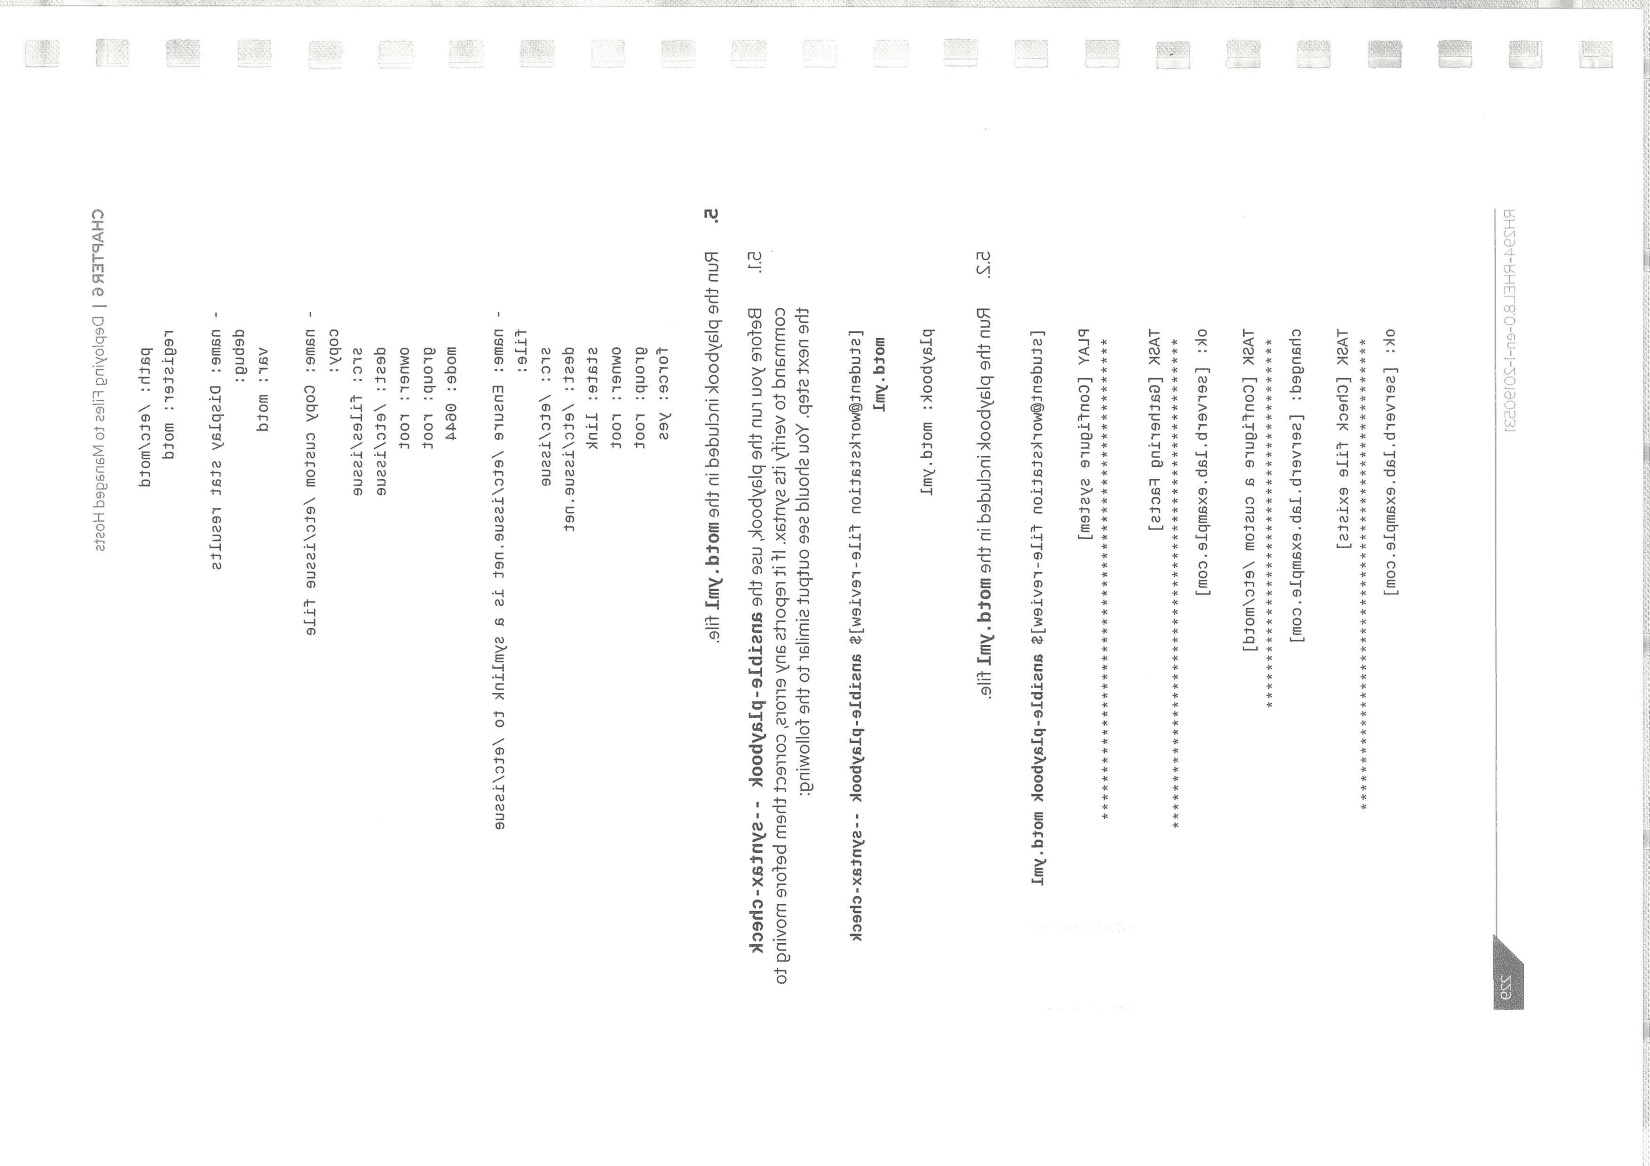 CHAPTER 9 | Deploying Files to Managed Hosts
path: /etc/motd
register: motd
- name: Display stat results
debug:
var: motd
- name: Copy custom /etc/issue file
copy:
src: files/issue
dest: /etc/issue
owner: root
group: root
mode: 0644
- name: Ensure /etc/issue.net is a symlink to /etc/issue
file:
src: /etc/issue
dest: /etc/issue.net
state: link
owner: root
group: root
force: yes
5. Run the playbook included in the motd.yml file.
5.1. Before you run the playbook, use the ansible-playbook --syntax-check
command to verify its syntax. If it reports any errors, correct them before moving to
the next step. You should see output similar to the following:
[student@workstation file-review]$ ansible-playbook --syntax-check
motd.yml
playbook: motd.yml
5.2. Run the playbook included in the motd.yml file.
[student@workstation file-review]$ ansible-playbook motd.yml
PLAY [Configure system]
**************************************************
TASK [Gathering Facts]
***************************************************
ok: [serverb.lab.example.com]
TASK [Configure a custom /etc/motd]
***************************************
changed: [serverb.lab.example.com]
TASK [Check file exists]
*************************************************
ok: [serverb.lab.example.com]
RH294-RHEL8.0-en-1-20190531
229